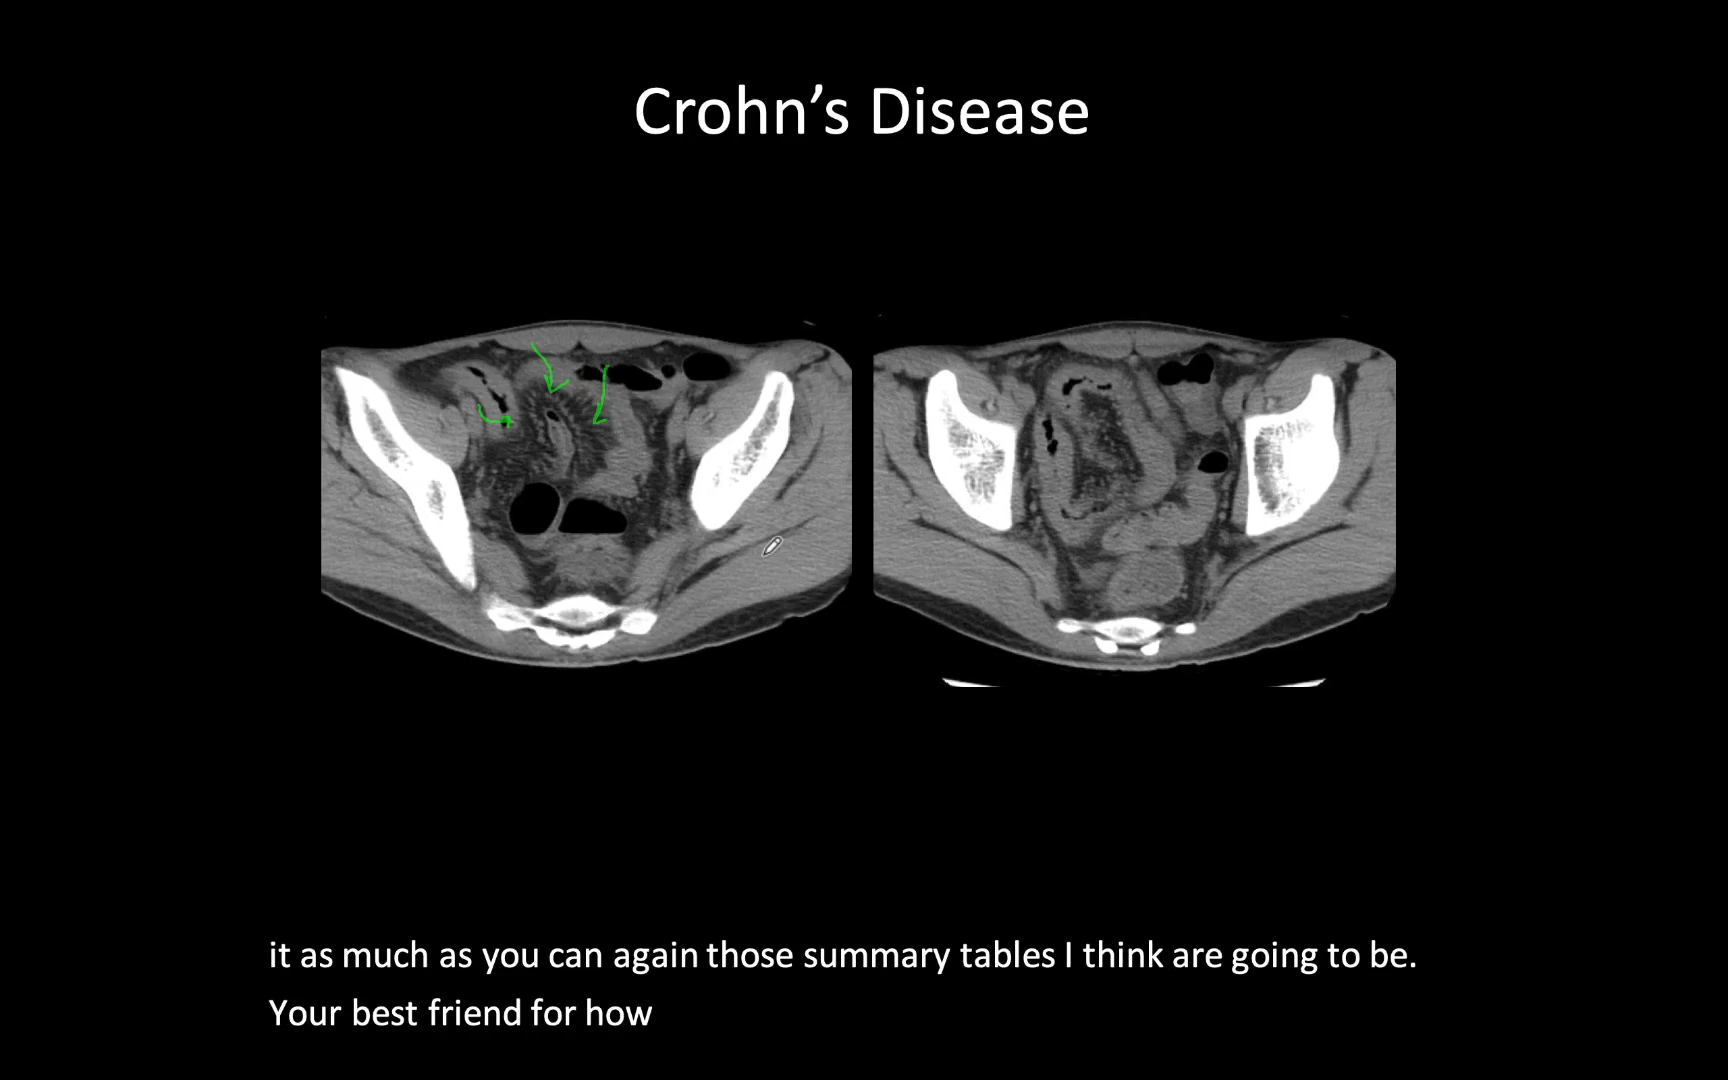 Crohn’s Disease
it as much as you can again those summary tables I think are going to be.
Your best friend for how